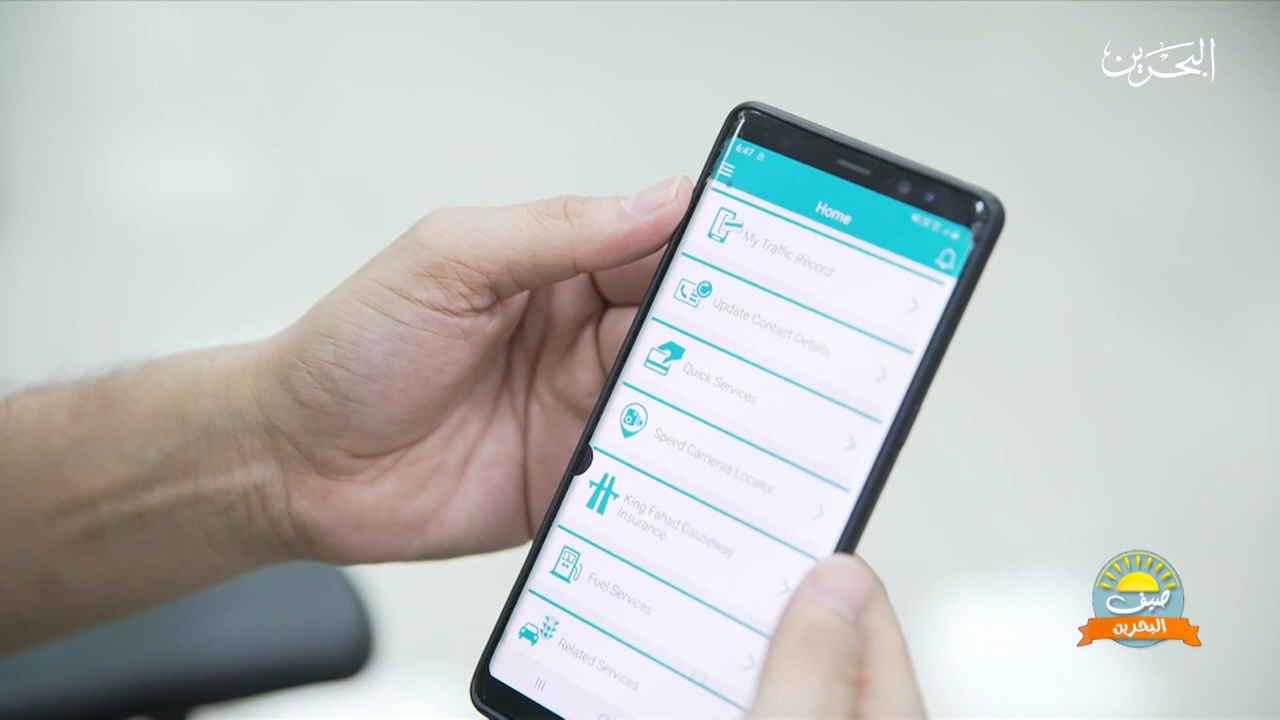 البحرين
6:47
Home
My Traffic Record
Update Contact Details
Quick Services
Speed Cameras Locator
King Fahad Causeway
Insurance
Fuel Services
Related Services
صيف
البحرين